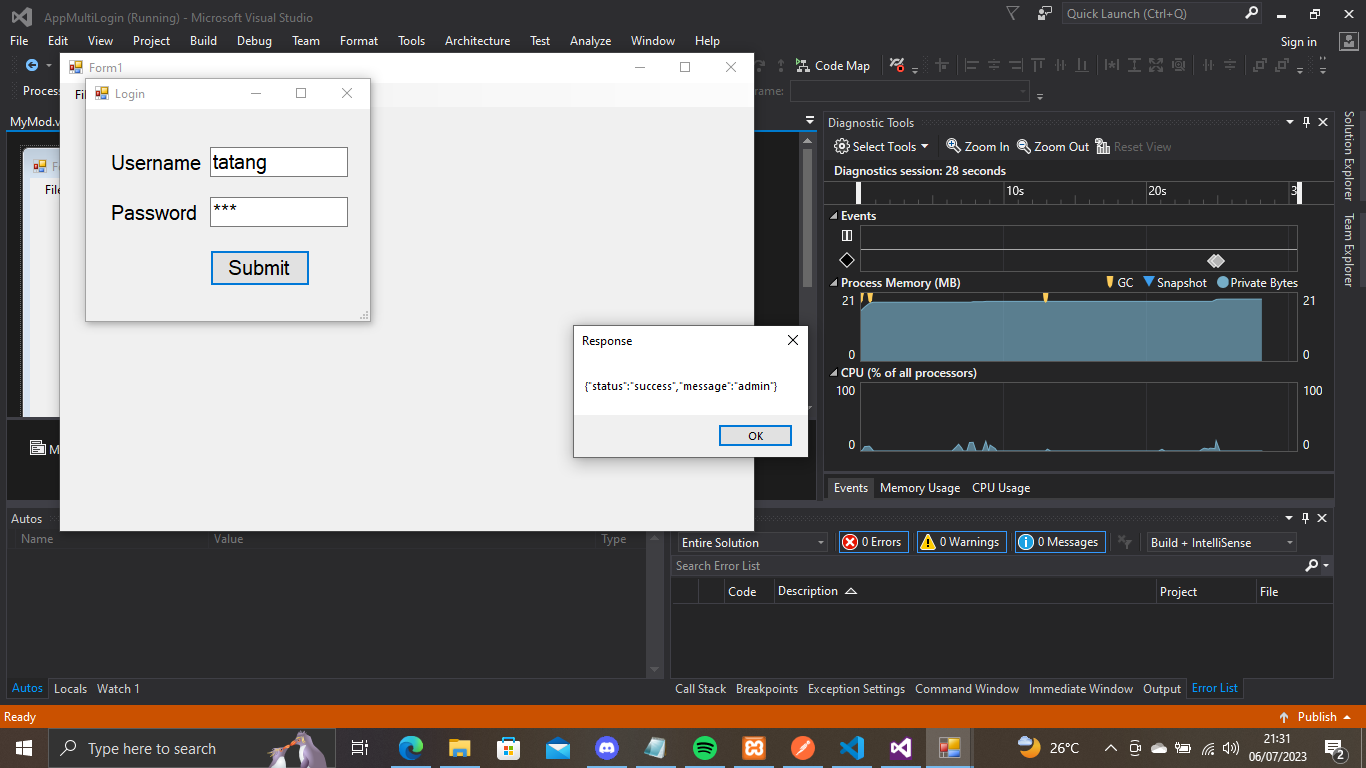 AppMultiLogin (Running) - Microsoft Visual Studio
Quick Launch (Ctrl+Q)
File Edit View Project Build Debug Team Format Tools Architecture Test Analyze Window Help
Sign in
Code Map
Form1
Login
Username tatang
Password ***
Submit
Response
{"status":"success","message":"admin"}
OK
Diagnostic Tools
Select Tools Zoom In Zoom Out Reset View
Diagnostics session: 28 seconds
10s 20s
Events
Process Memory (MB) GC Snapshot Private Bytes
21 21
0 0
CPU (% of all processors)
100 100
0 0
Events Memory Usage CPU Usage
Solution Explorer
Team Explorer
Autos
Name Value Type
Autos Locals Watch 1
Entire Solution 0 Errors 0 Warnings 0 Messages Build + IntelliSense
Search Error List
Code Description Project File
Call Stack Breakpoints Exception Settings Command Window Immediate Window Output Error List
Ready
Publish
Type here to search
26°C
21:31
06/07/2023
2